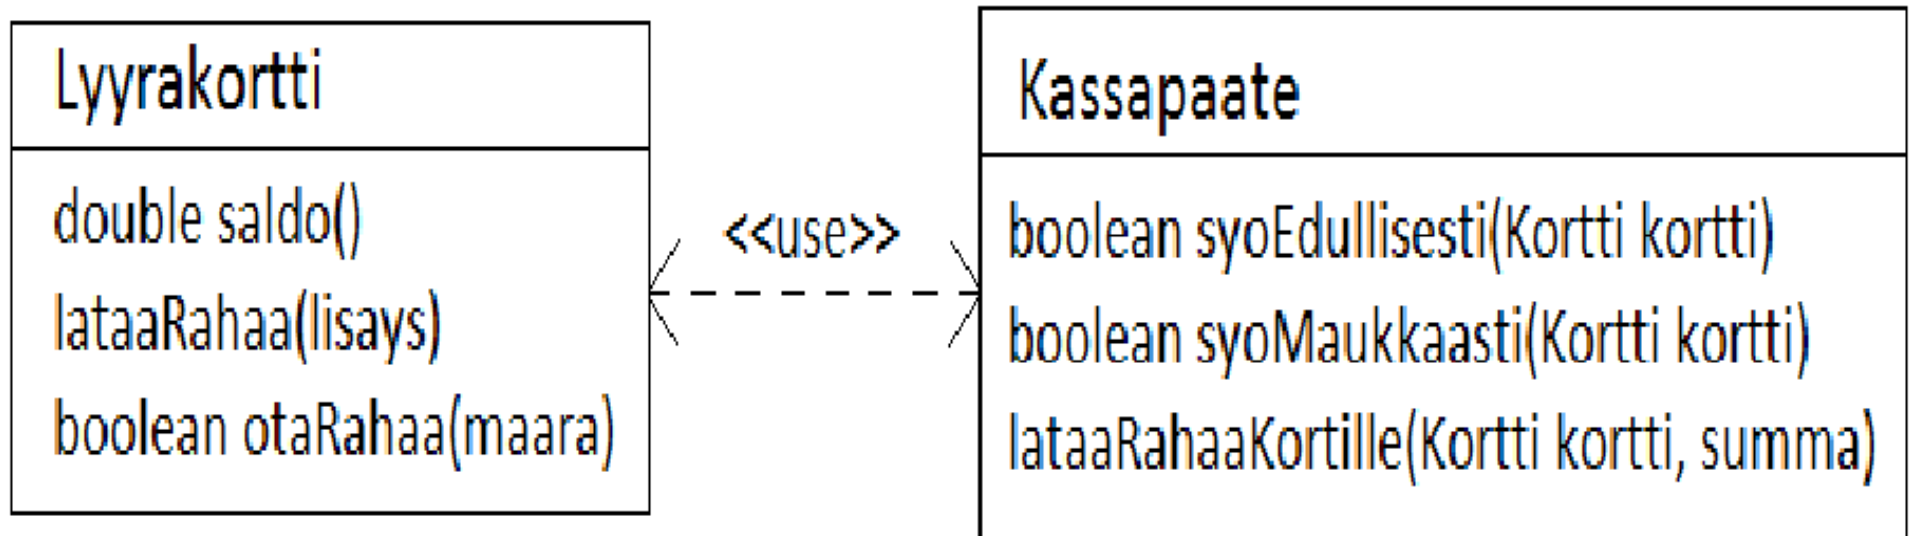 Lyyrakortti
double saldo()
lataaRahaa(lisays)
boolean otaRahaa(maara)
<<use>>
Kassapaate
boolean syoEdullisesti(Kortti kortti)
boolean syoMaukkaasti(Kortti kortti)
lataaRahaaKortille(Kortti kortti, summa)